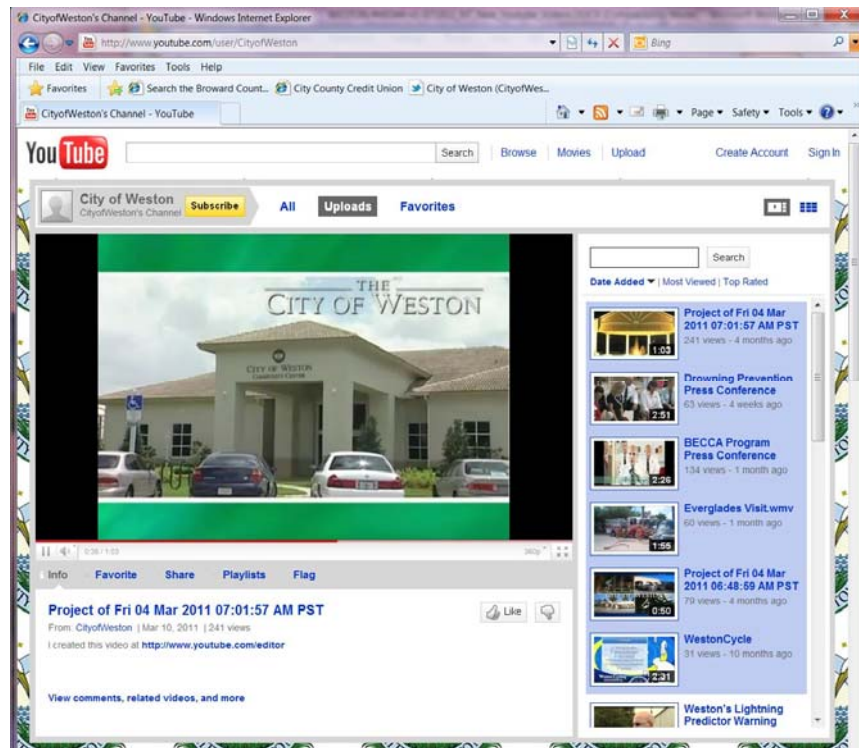 CityofWeston's Channel - YouTube - Windows Internet Explorer
http://www.youtube.com/user/CityofWeston
Bing
File Edit View Favorites Tools Help
Favorites Search the Broward Count... City County Credit Union City of Weston (CityofWes...
CityofWeston's Channel - YouTube
Page Safety Tools
YouTube Search Browse Movies Upload Create Account Sign In
City of Weston
CityofWeston's Channel
Subscribe All Uploads Favorites
THE
CITY OF WESTON
CITY OF WESTON
COMMUNITY CENTER
0:38 / 1:03
360p
Info Favorite Share Playlists Flag
Project of Fri 04 Mar 2011 07:01:57 AM PST
Like
From: CityofWeston | Mar 10, 2011 | 241 views
I created this video at http://www.youtube.com/editor
View comments, related videos, and more
Search
Date Added | Most Viewed | Top Rated
Project of Fri 04 Mar
2011 07:01:57 AM PST
241 views - 4 months ago
1:03
Drowning Prevention
Press Conference
63 views - 4 weeks ago
2:51
BECCA Program
Press Conference
134 views - 1 month ago
2:26
Everglades Visit.wmv
60 views - 1 month ago
1:55
Project of Fri 04 Mar
2011 06:48:59 AM PST
79 views - 4 months ago
0:50
WestonCycle
31 views - 10 months ago
2:31
Weston's Lightning
Predictor Warning